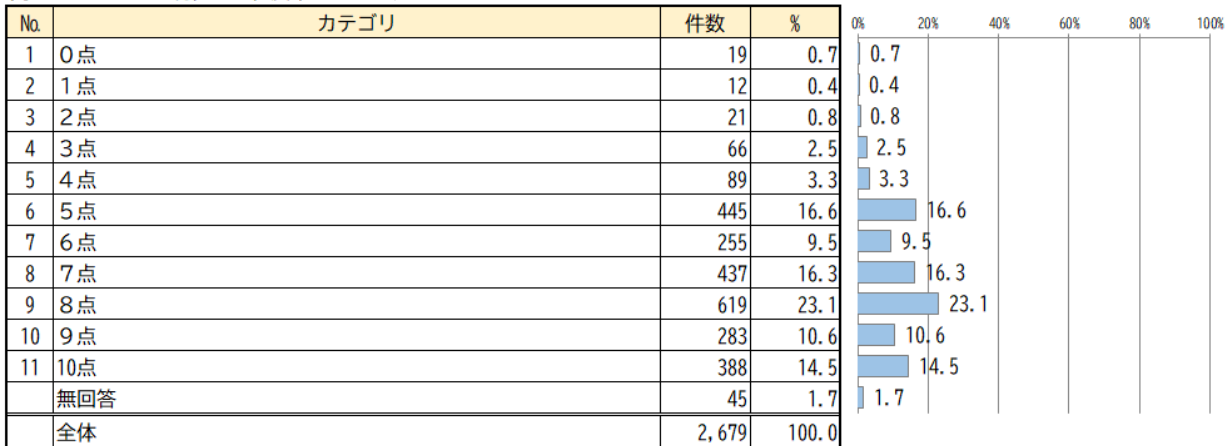 No. カテゴリ 件数 % 0% 20% 40% 60% 80% 100%
1 0点 19 0.7 0.7
2 1点 12 0.4 0.4
3 2点 21 0.8 0.8
4 3点 66 2.5 2.5
5 4点 89 3.3 3.3
6 5点 445 16.6 16.6
7 6点 255 9.5 9.5
8 7点 437 16.3 16.3
9 8点 619 23.1 23.1
10 9点 283 10.6 10.6
11 10点 388 14.5 14.5
無回答 45 1.7 1.7
全体 2,679 100.0